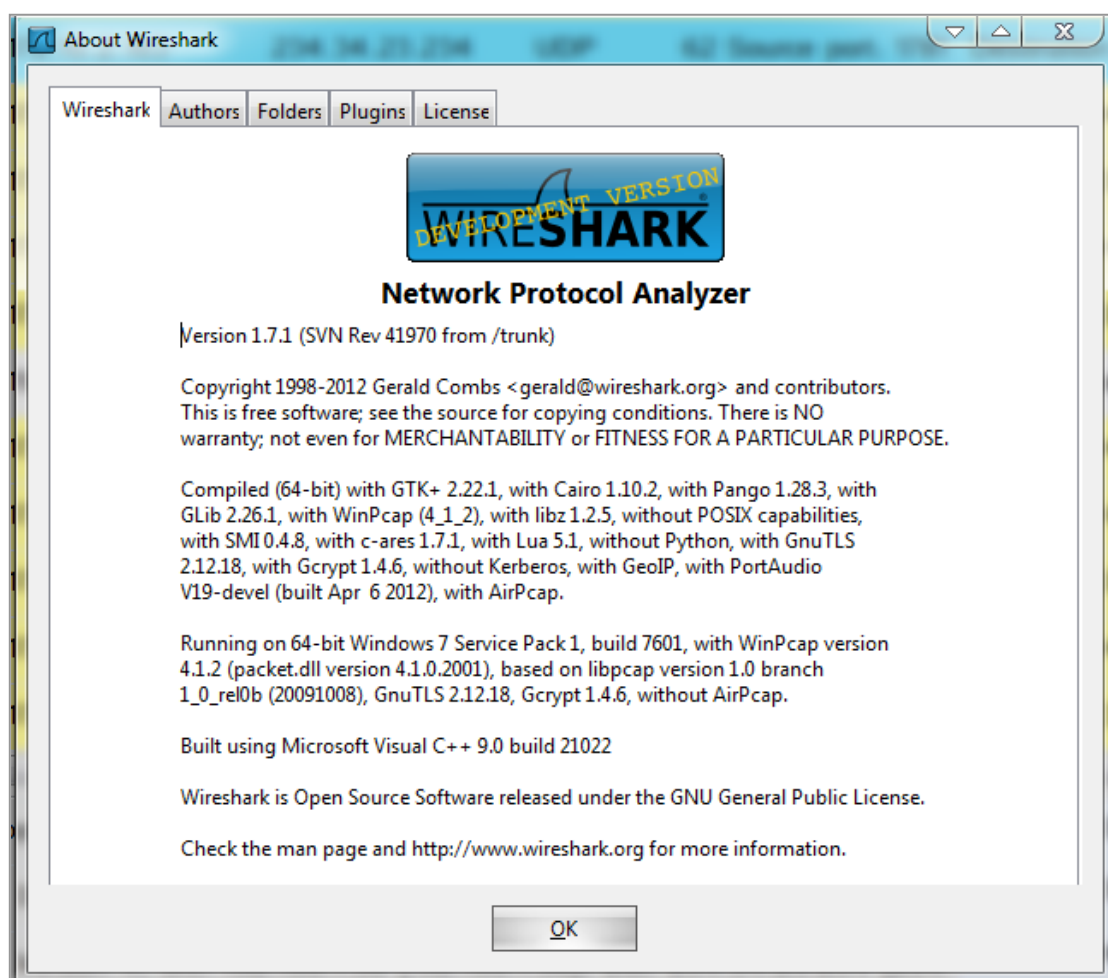 About Wireshark
234.34.23.234 UDP 62 Source port:
Wireshark Authors Folders Plugins License
DEVELOPMENT VERSION
WIRESHARK
Network Protocol Analyzer
Version 1.7.1 (SVN Rev 41970 from /trunk)
Copyright 1998-2012 Gerald Combs <gerald@wireshark.org> and contributors.
This is free software; see the source for copying conditions. There is NO
warranty; not even for MERCHANTABILITY or FITNESS FOR A PARTICULAR PURPOSE.
Compiled (64-bit) with GTK+ 2.22.1, with Cairo 1.10.2, with Pango 1.28.3, with
GLib 2.26.1, with WinPcap (4_1_2), with libz 1.2.5, without POSIX capabilities,
with SMI 0.4.8, with c-ares 1.7.1, with Lua 5.1, without Python, with GnuTLS
2.12.18, with Gcrypt 1.4.6, without Kerberos, with GeoIP, with PortAudio
V19-devel (built Apr  6 2012), with AirPcap.
Running on 64-bit Windows 7 Service Pack 1, build 7601, with WinPcap version
4.1.2 (packet.dll version 4.1.0.2001), based on libpcap version 1.0 branch
1_0_rel0b (20091008), GnuTLS 2.12.18, Gcrypt 1.4.6, without AirPcap.
Built using Microsoft Visual C++ 9.0 build 21022
Wireshark is Open Source Software released under the GNU General Public License.
Check the man page and http://www.wireshark.org for more information.
OK